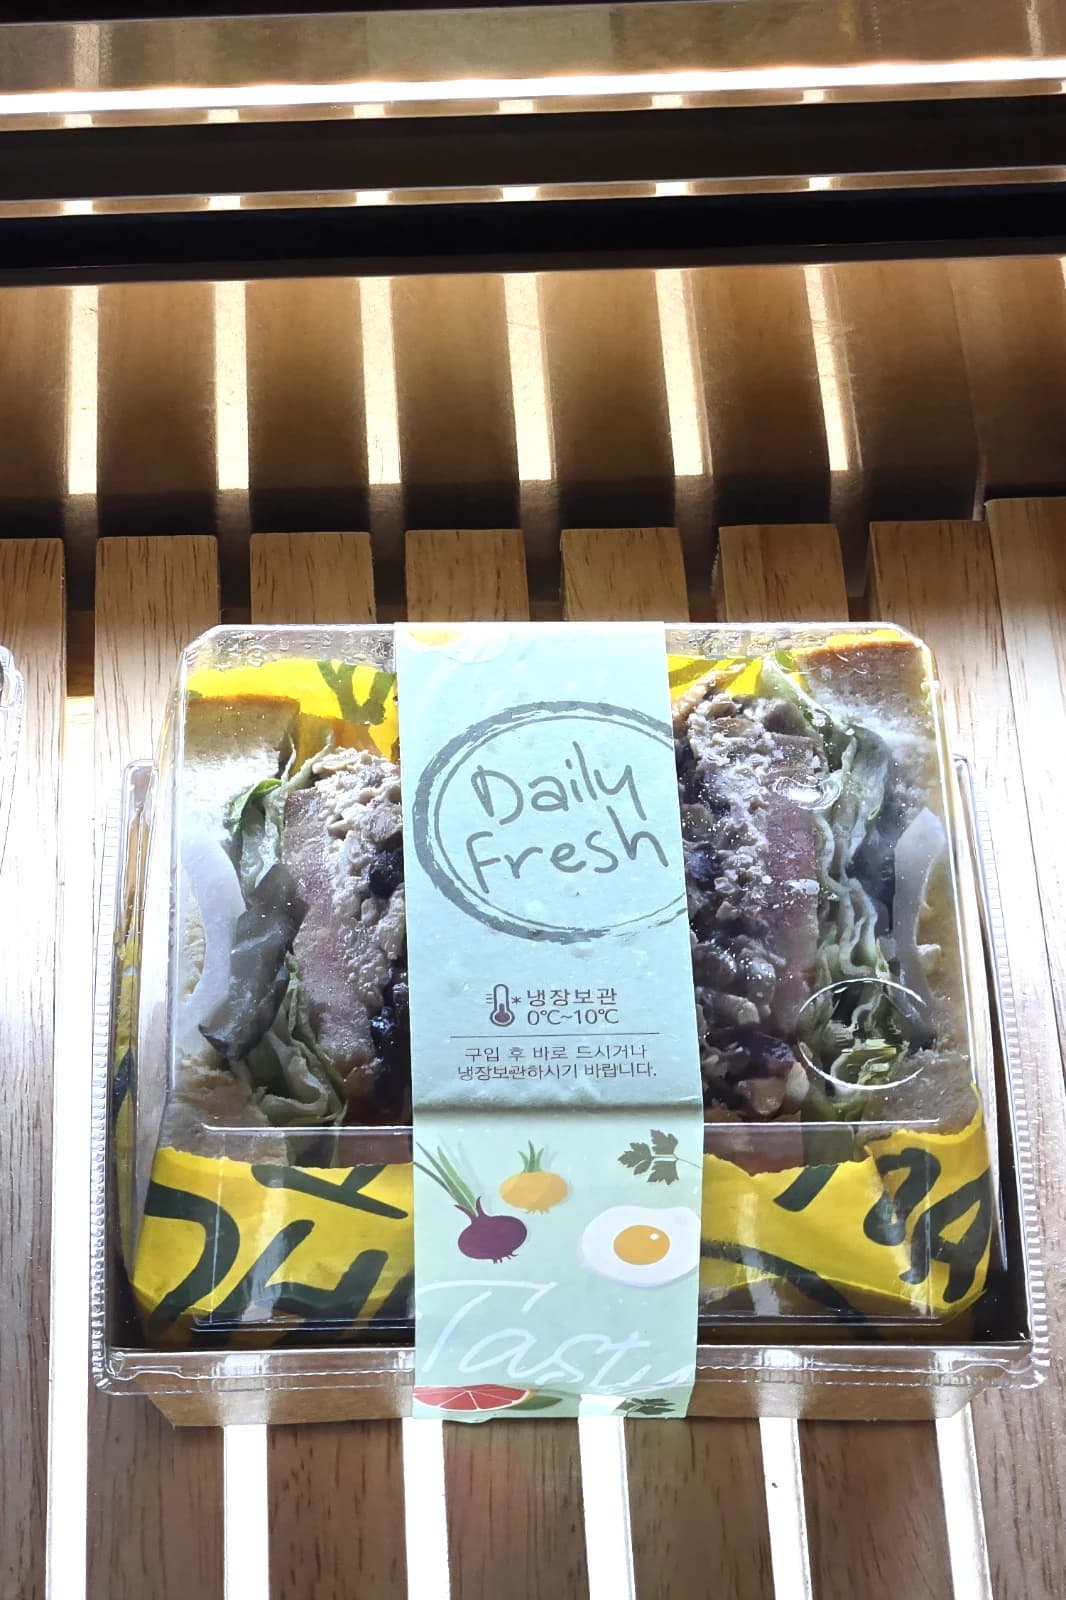 Daily
Fresh
냉장보관
0℃~10℃
구입 후 바로 드시거나
냉장보관하시기 바랍니다.
Tasty